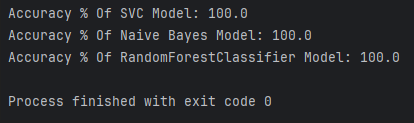 Accuracy % Of SVC Model: 100.0
Accuracy % Of Naive Bayes Model: 100.0
Accuracy % Of RandomForestClassifier Model: 100.0
Process finished with exit code 0